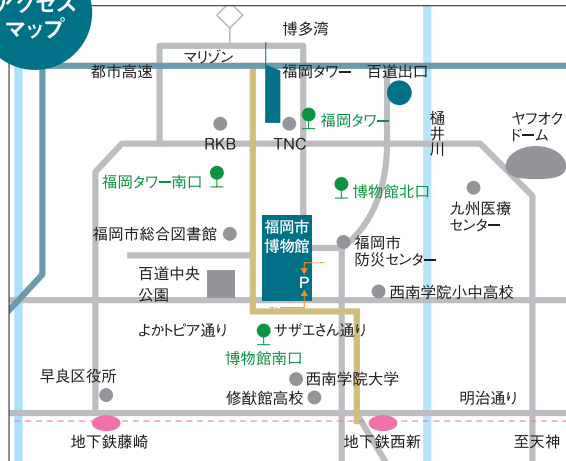 アクセス
マップ
博多湾
マリゾン
都市高速
福岡タワー
百道出口
福岡タワー
樋井川
ヤフオク
ドーム
RKB
TNC
福岡タワー南口
博物館北口
九州医療
センター
福岡市総合図書館
福岡市
博物館
福岡市
防災センター
百道中央
公園
P
西南学院小中高校
よかトピア通り
サザエさん通り
博物館南口
早良区役所
西南学院大学
修猷館高校
明治通り
地下鉄藤崎
地下鉄西新
至天神